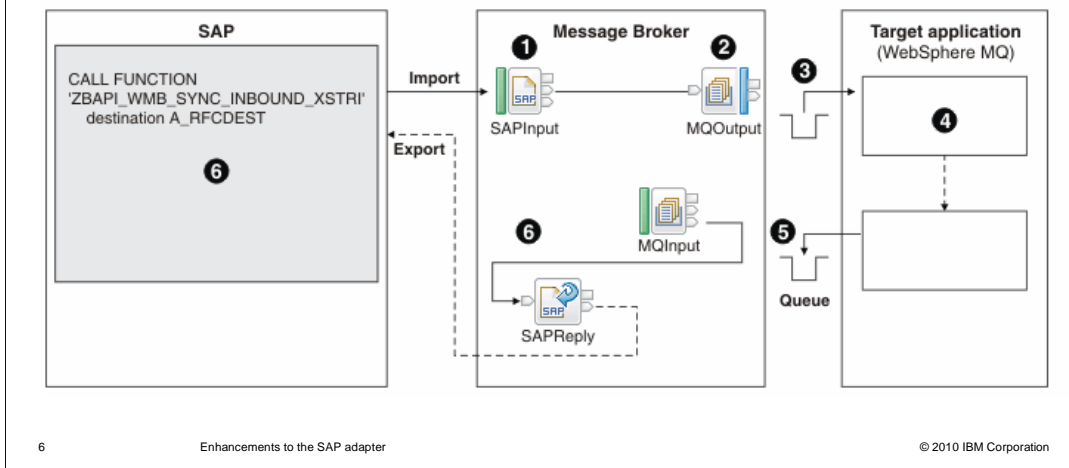 SAP
CALL FUNCTION
'ZBAPI_WMB_SYNC_INBOUND_XSTRI'
destination A_RFCDEST
6
Import
Export
Message Broker
1
2
SAP
SAPInput
MQOutput
MQInput
6
SAP
SAPReply
3
5
Queue
Target application
(WebSphere MQ)
4
6 Enhancements to the SAP adapter © 2010 IBM Corporation